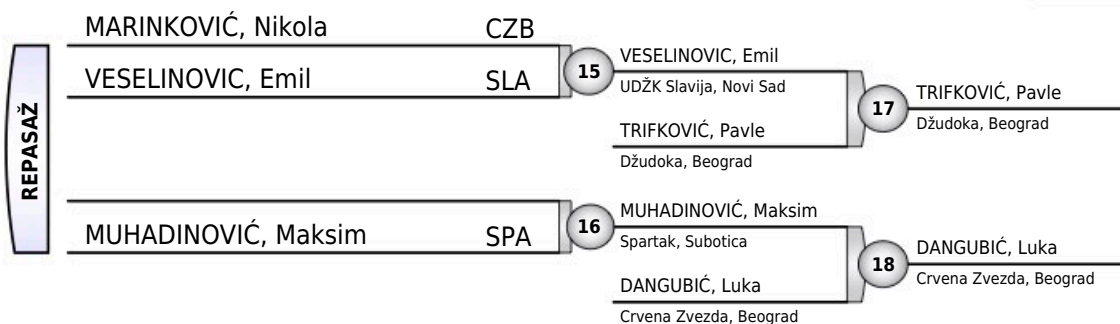 REPASAŽ
MARINKOVIĆ, Nikola CZB
VESELINOVIC, Emil SLA
15
VESELINOVIC, Emil
UDŽK Slavija, Novi Sad
TRIFKOVIĆ, Pavle
Džudoka, Beograd
17
TRIFKOVIĆ, Pavle
Džudoka, Beograd
MUHADINOVIĆ, Maksim SPA
16
MUHADINOVIĆ, Maksim
Spartak, Subotica
DANGUBIĆ, Luka
Crvena Zvezda, Beograd
18
DANGUBIĆ, Luka
Crvena Zvezda, Beograd